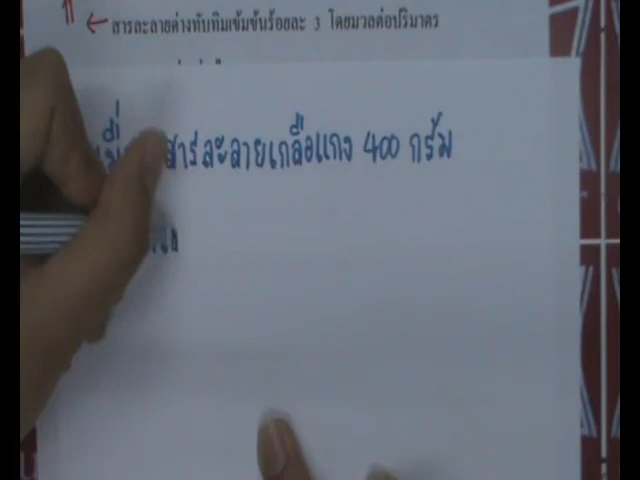 ← สารละลายด่างทับทิมเข้มข้นร้อยละ 3 โดยมวลต่อปริมาตร
สารละลายเกลือแกง 400 กรัม